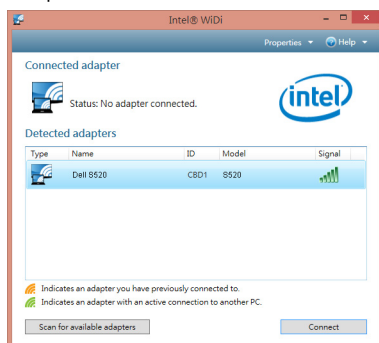 Intel® WiDi
Properties Help
Connected adapter
Status: No adapter connected.
intel
Detected adapters
Type Name ID Model Signal
Dell S520 CBD1 S520
Indicates an adapter you have previously connected to.
Indicates an adapter with an active connection to another PC.
Scan for available adapters Connect